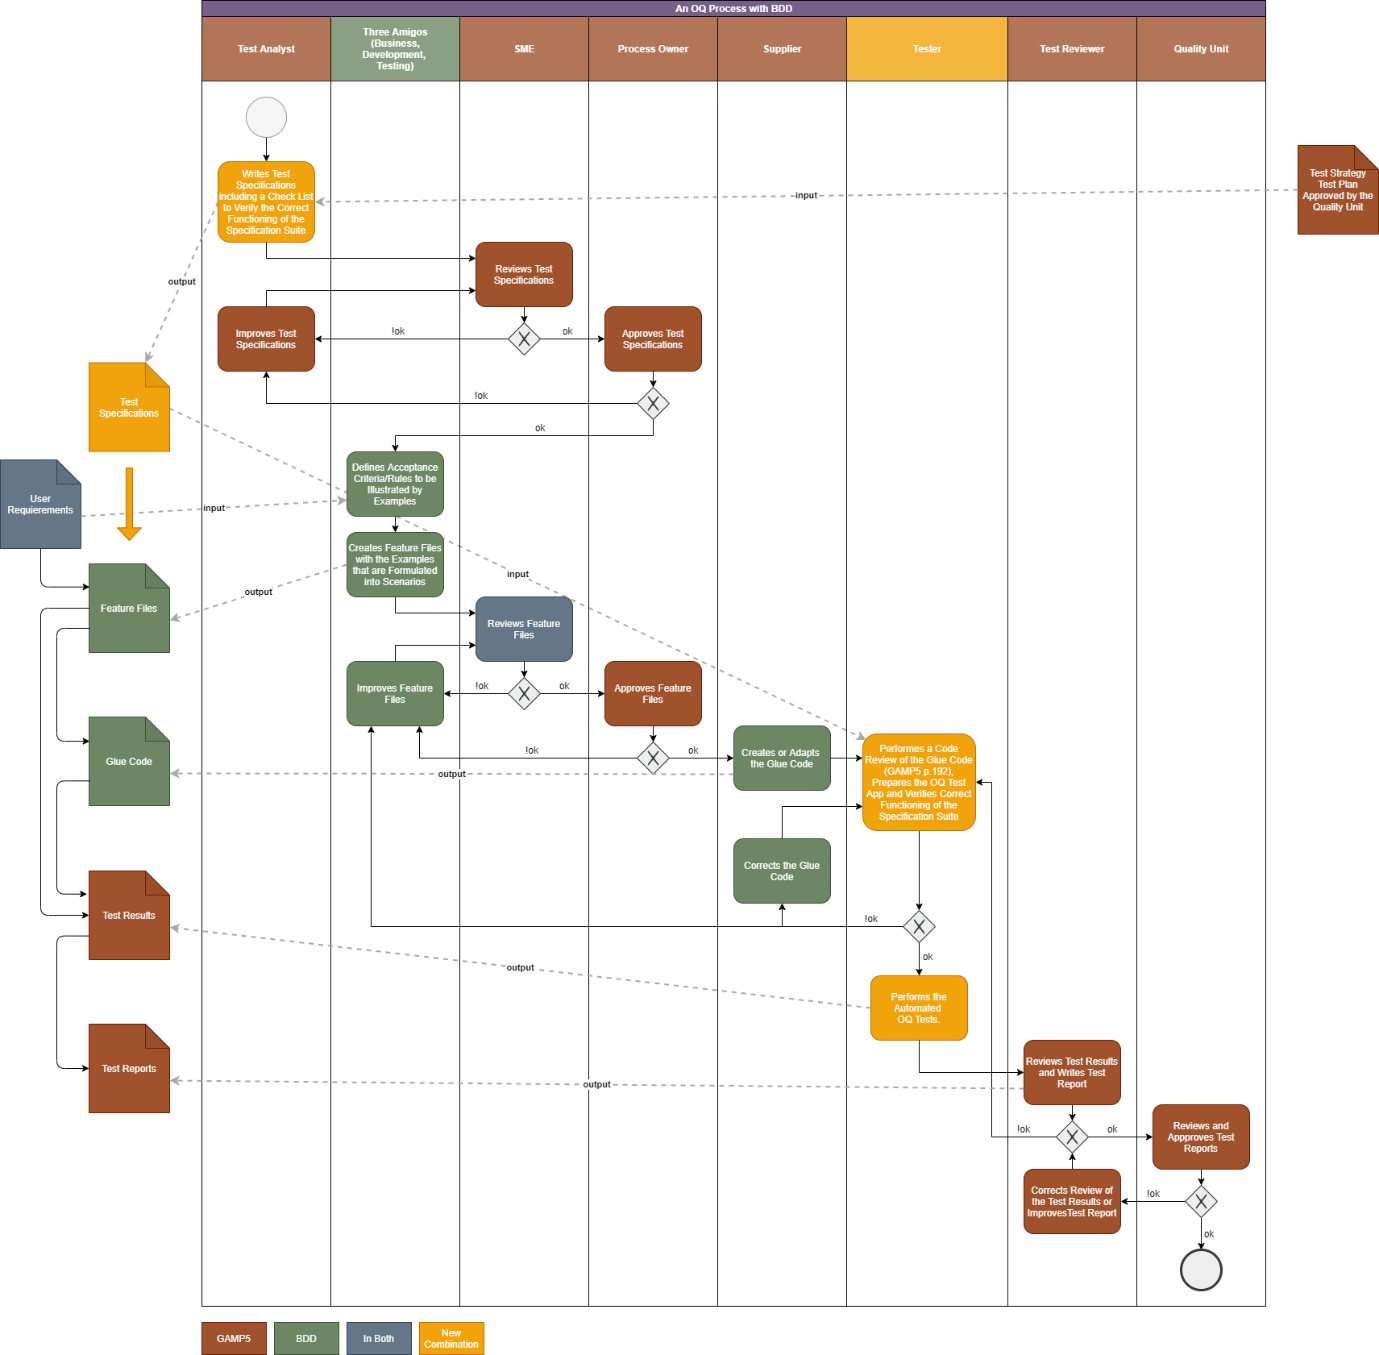 An OQ Process with BDD
Test Analyst
Three Amigos
(Business,
Development,
Testing)
SME
Process Owner
Supplier
Tester
Test Reviewer
Quality Unit
Writes Test
Specifications
including a Check List
to Verify the Correct
Functioning of the
Specification Suite
input
Test Strategy
Test Plan
Approved by the
Quality Unit
output
Reviews Test
Specifications
Improves Test
Specifications
!ok
X
ok
Approves Test
Specifications
!ok
X
ok
Test
Specifications
Defines Acceptance
Criteria/Rules to be
Illustrated by
Examples
User
Requierements
input
Creates Feature Files
with the Examples
that are Formulated
into Scenarios
input
output
Feature Files
Reviews Feature
Files
Improves Feature
Files
!ok
X
ok
Approves Feature
Files
!ok
X
ok
Creates or Adapts
the Glue Code
Performes a Code
Review of the Glue Code
(GAMP5 p.192),
Prepares the OQ Test
App and Verifies Correct
Functioning of the
Specification Suite
Glue Code
output
Corrects the Glue
Code
!ok
X
ok
Test Results
output
Performs the
Automated
OQ Tests.
Test Reports
output
Reviews Test Results
and Writes Test
Report
!ok
X
ok
Reviews and
Appproves Test
Reports
Corrects Review of
the Test Results or
ImprovesTest Report
!ok
X
ok
GAMP5
BDD
In Both
New
Combination